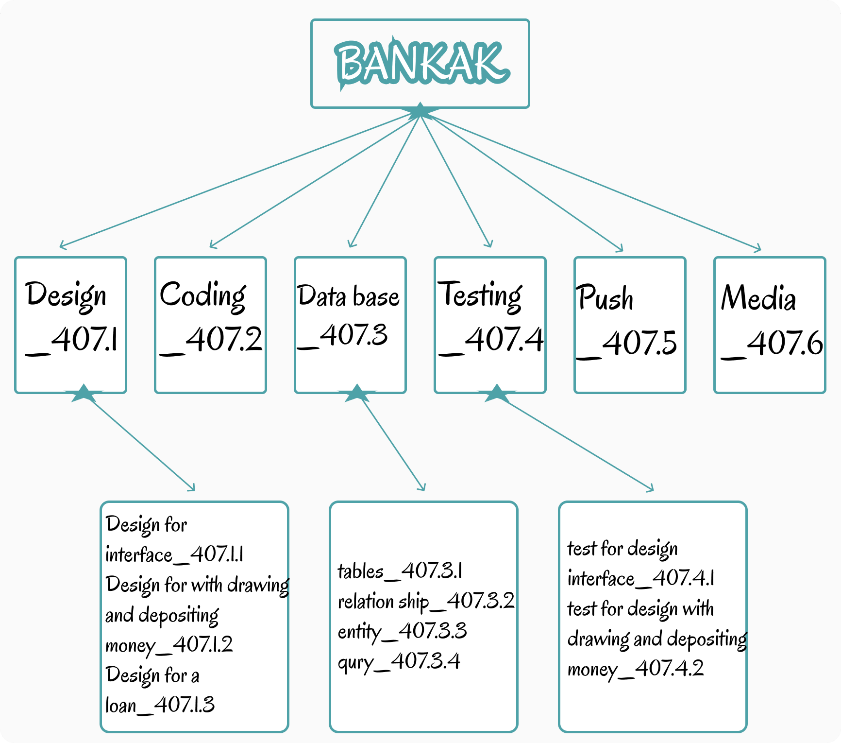 BANKAK
Design
_407.1
Coding
_407.2
Data base
_407.3
Testing
_407.4
Push
_407.5
Media
_407.6
Design for
interface_407.1.1
Design for with drawing
and depositing
money_407.1.2
Design for a
loan_407.1.3
tables_407.3.1
relation ship_407.3.2
entity_407.3.3
qury_407.3.4
test for design
interface_407.4.1
test for design with
drawing and depositing
money_407.4.2